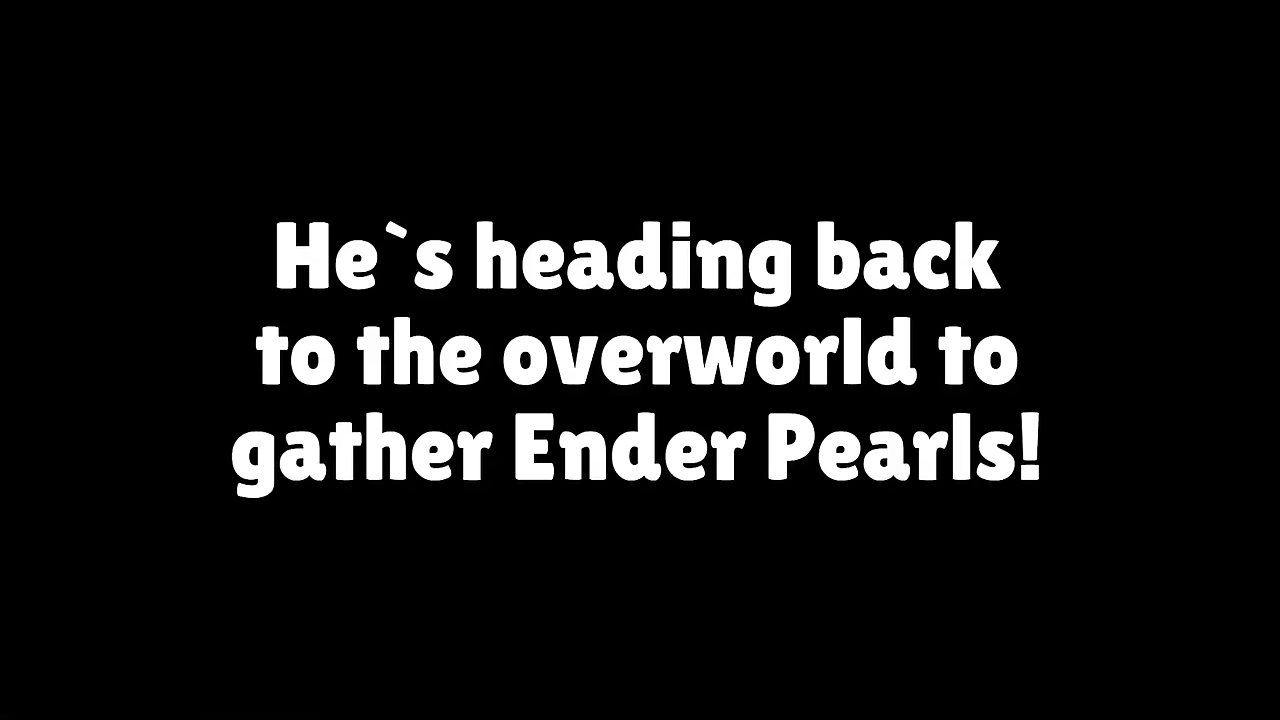 He`s heading back
to the overworld to
gather Ender Pearls!